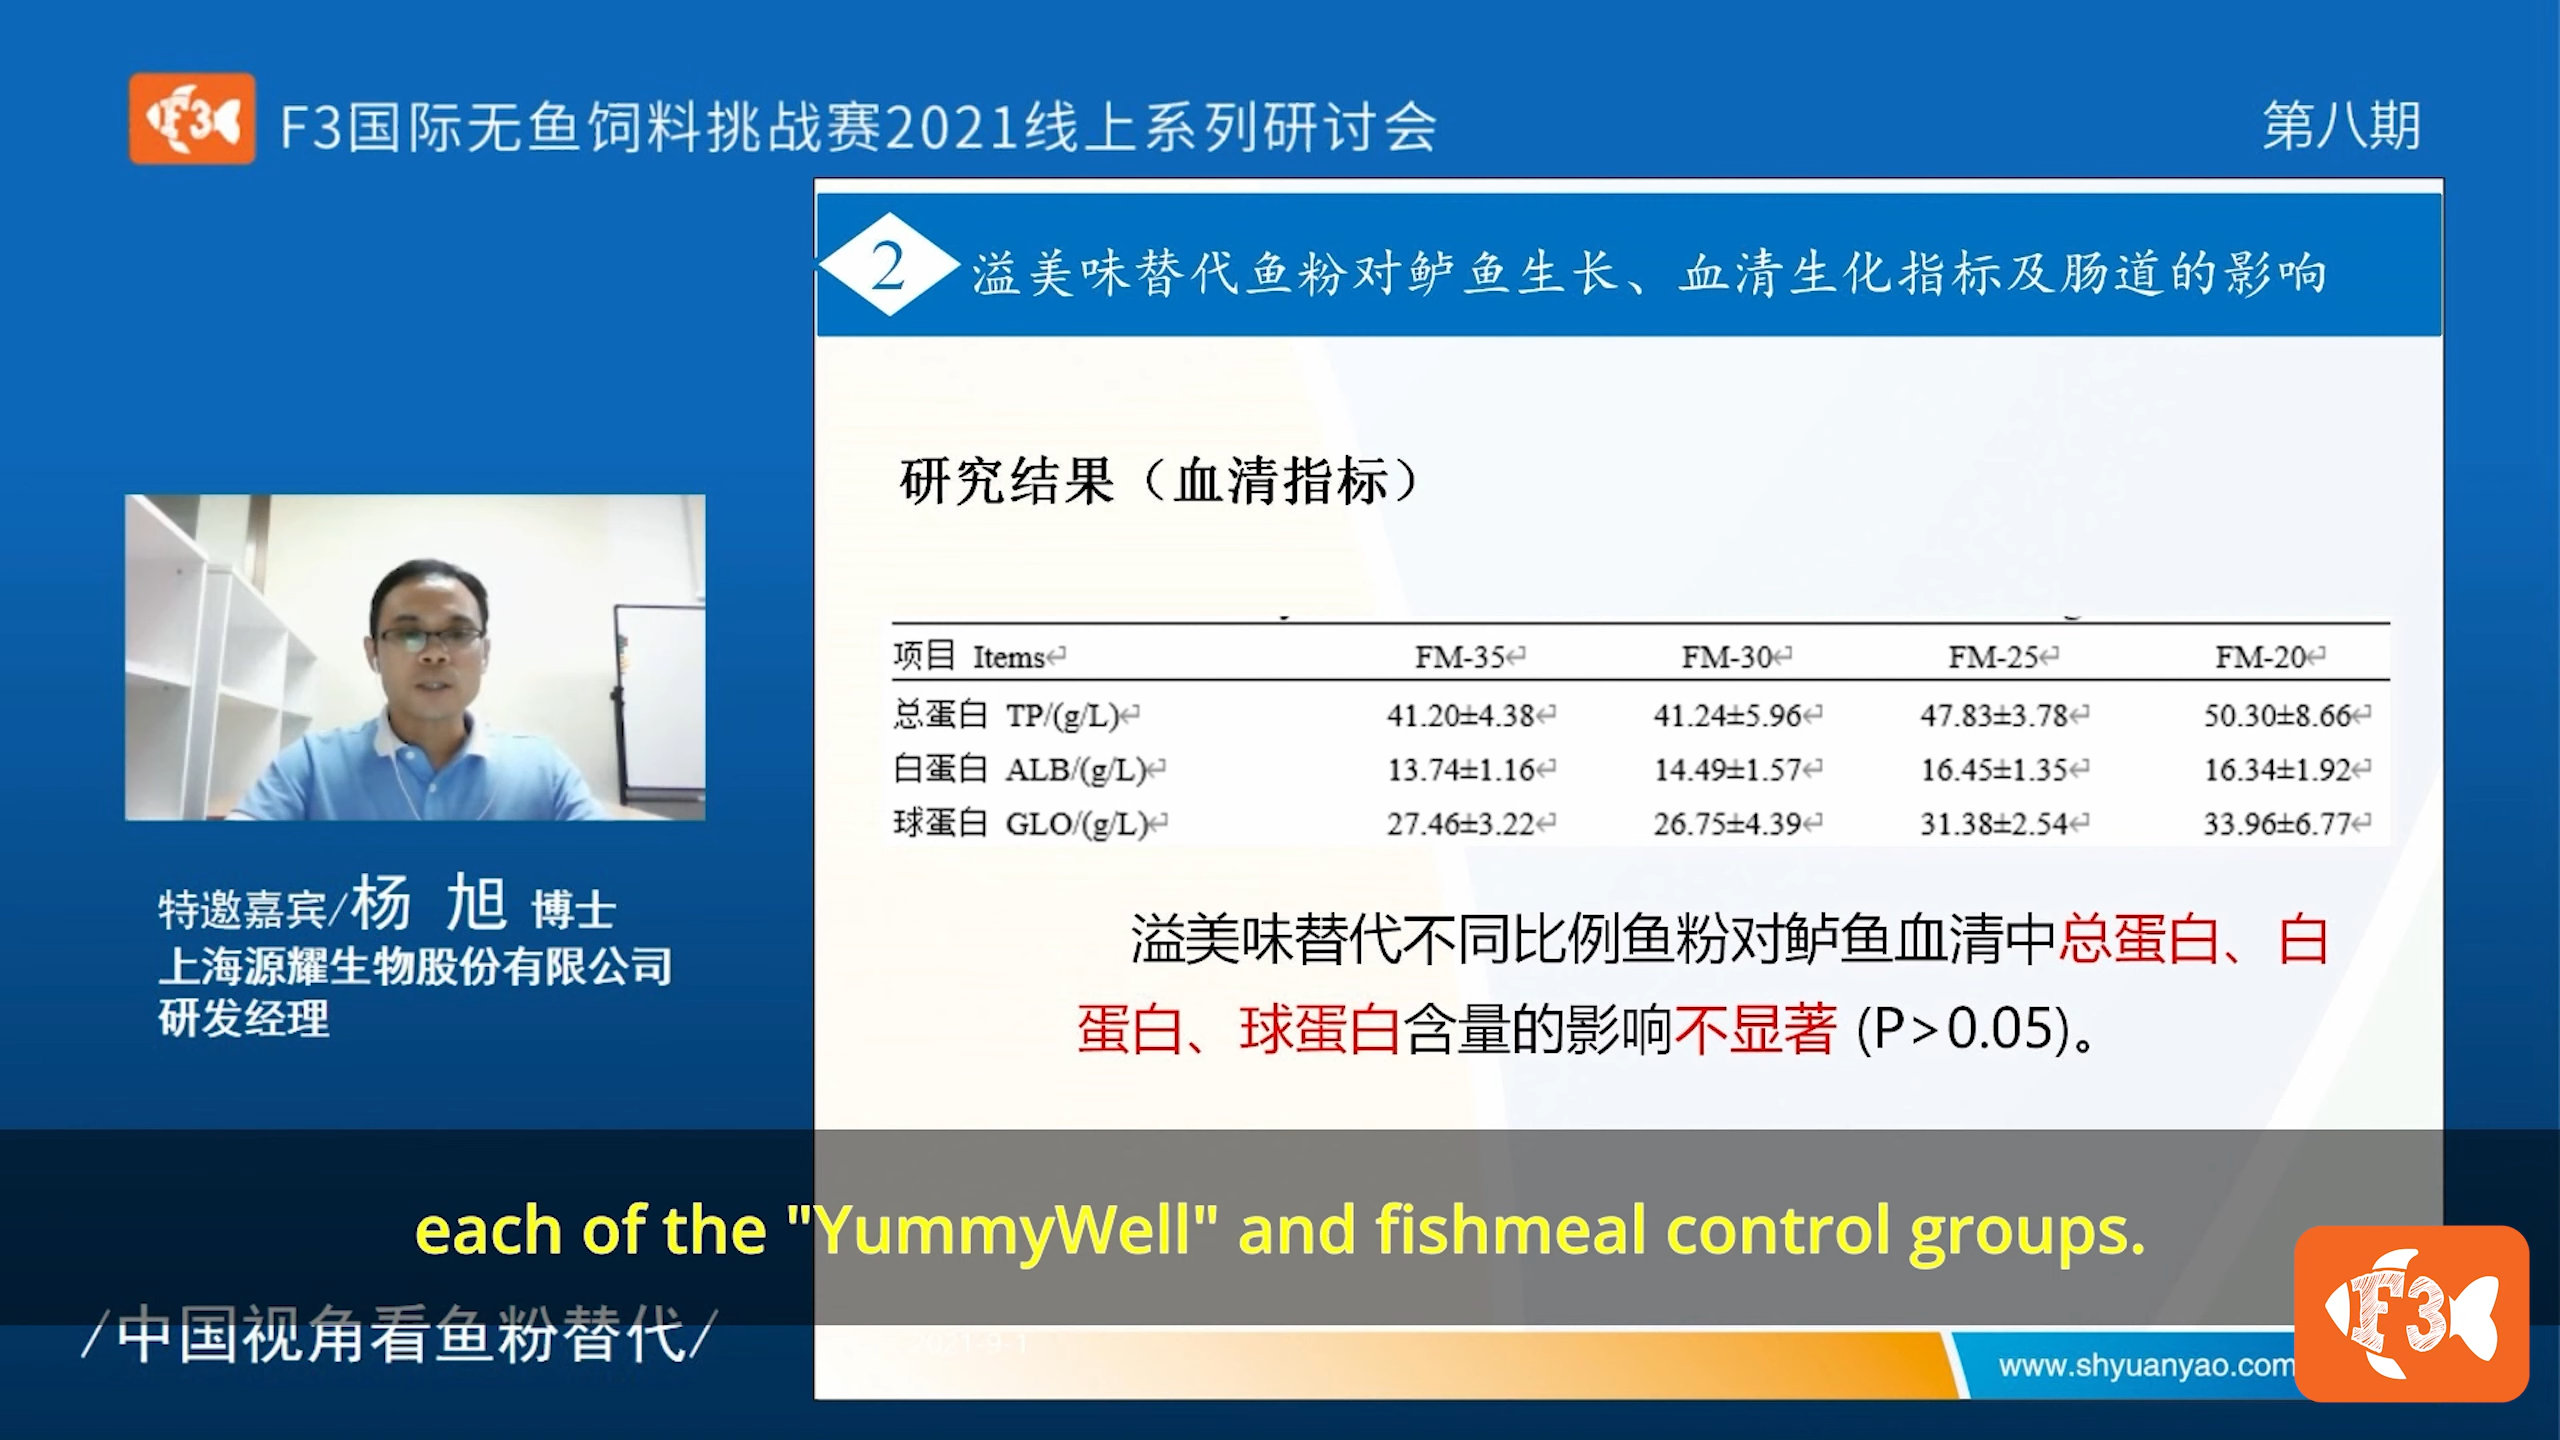 F3
F3国际无鱼饲料挑战赛2021线上系列研讨会
第八期
2
溢美味替代鱼粉对鲈鱼生长、血清生化指标及肠道的影响
研究结果（血清指标）
项目 Items↵ FM-35↵ FM-30↵ FM-25↵ FM-20↵
总蛋白 TP/(g/L)↵ 41.20±4.38↵ 41.24±5.96↵ 47.83±3.78↵ 50.30±8.66↵
白蛋白 ALB/(g/L)↵ 13.74±1.16↵ 14.49±1.57↵ 16.45±1.35↵ 16.34±1.92↵
球蛋白 GLO/(g/L)↵ 27.46±3.22↵ 26.75±4.39↵ 31.38±2.54↵ 33.96±6.77↵
溢美味替代不同比例鱼粉对鲈鱼血清中总蛋白、白
蛋白、球蛋白含量的影响不显著 (P>0.05)。
特邀嘉宾/杨 旭 博士
上海源耀生物股份有限公司
研发经理
each of the "YummyWell" and fishmeal control groups.
/中国视角看鱼粉替代/
2021-9-1
www.shyuanyao.com
F3